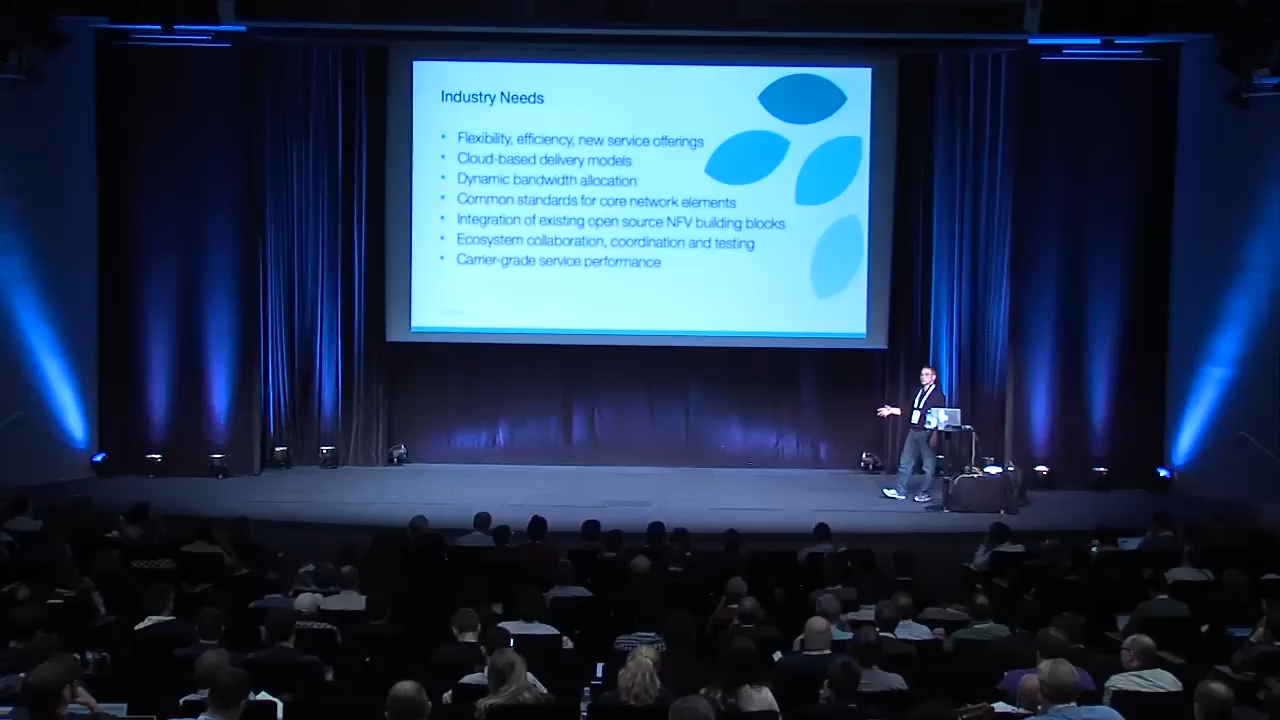 Industry Needs
• Flexibility, efficiency, new service offerings
• Cloud-based delivery models
• Dynamic bandwidth allocation
• Common standards for core network elements
• Integration of existing open source NFV building blocks
• Ecosystem collaboration, coordination and testing
• Carrier-grade service performance